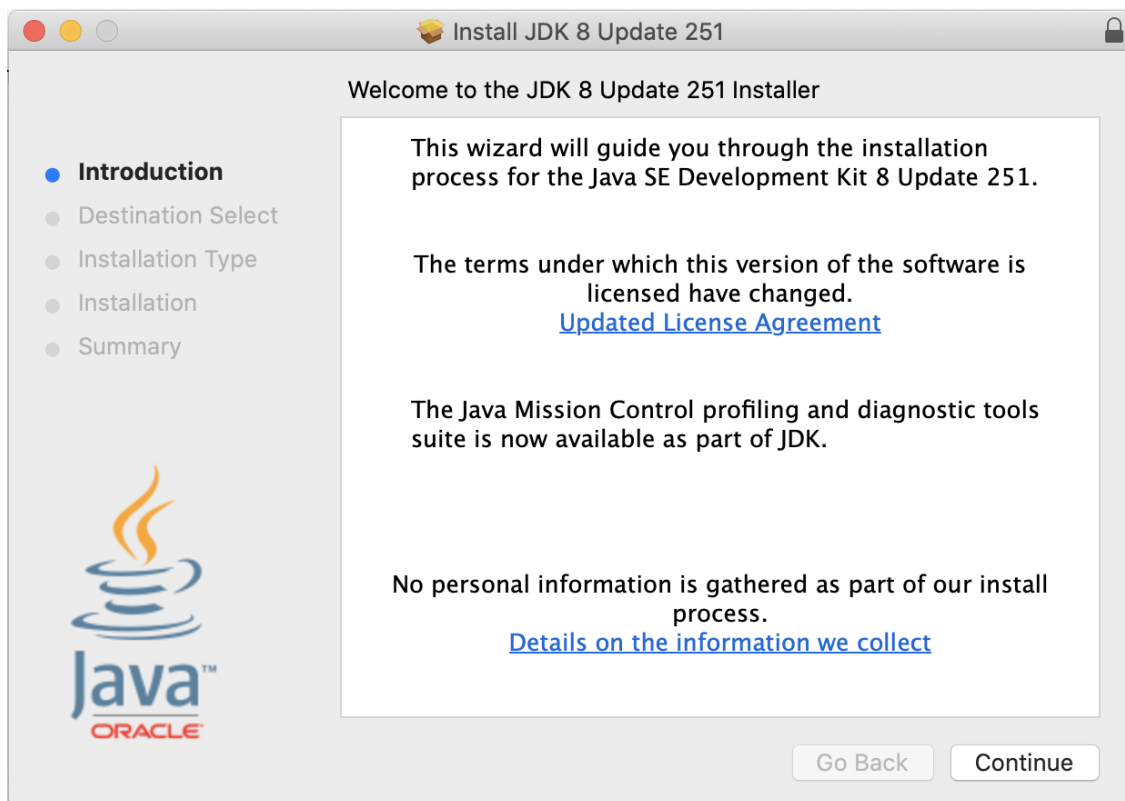 Install JDK 8 Update 251
Welcome to the JDK 8 Update 251 Installer
Introduction
Destination Select
Installation Type
Installation
Summary
This wizard will guide you through the installation
process for the Java SE Development Kit 8 Update 251.
The terms under which this version of the software is
licensed have changed.
Updated License Agreement
The Java Mission Control profiling and diagnostic tools
suite is now available as part of JDK.
No personal information is gathered as part of our install
process.
Details on the information we collect
Java™
ORACLE
Go Back
Continue